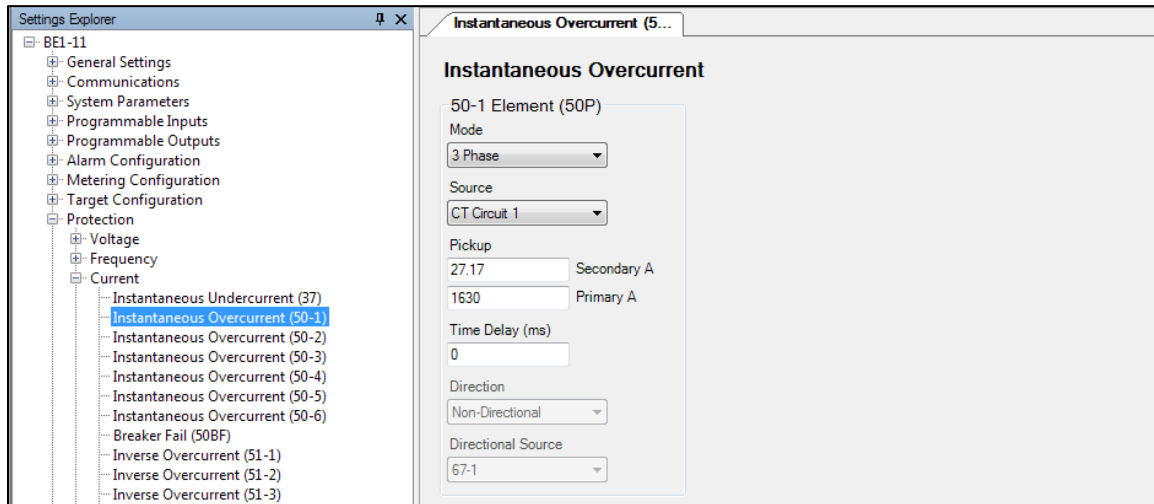 Settings Explorer
BE1-11
General Settings
Communications
System Parameters
Programmable Inputs
Programmable Outputs
Alarm Configuration
Metering Configuration
Target Configuration
Protection
Voltage
Frequency
Current
Instantaneous Undercurrent (37)
Instantaneous Overcurrent (50-1)
Instantaneous Overcurrent (50-2)
Instantaneous Overcurrent (50-3)
Instantaneous Overcurrent (50-4)
Instantaneous Overcurrent (50-5)
Instantaneous Overcurrent (50-6)
Breaker Fail (50BF)
Inverse Overcurrent (51-1)
Inverse Overcurrent (51-2)
Inverse Overcurrent (51-3)
Instantaneous Overcurrent (5...
Instantaneous Overcurrent
50-1 Element (50P)
Mode
3 Phase
Source
CT Circuit 1
Pickup
27.17 Secondary A
1630 Primary A
Time Delay (ms)
0
Direction
Non-Directional
Directional Source
67-1